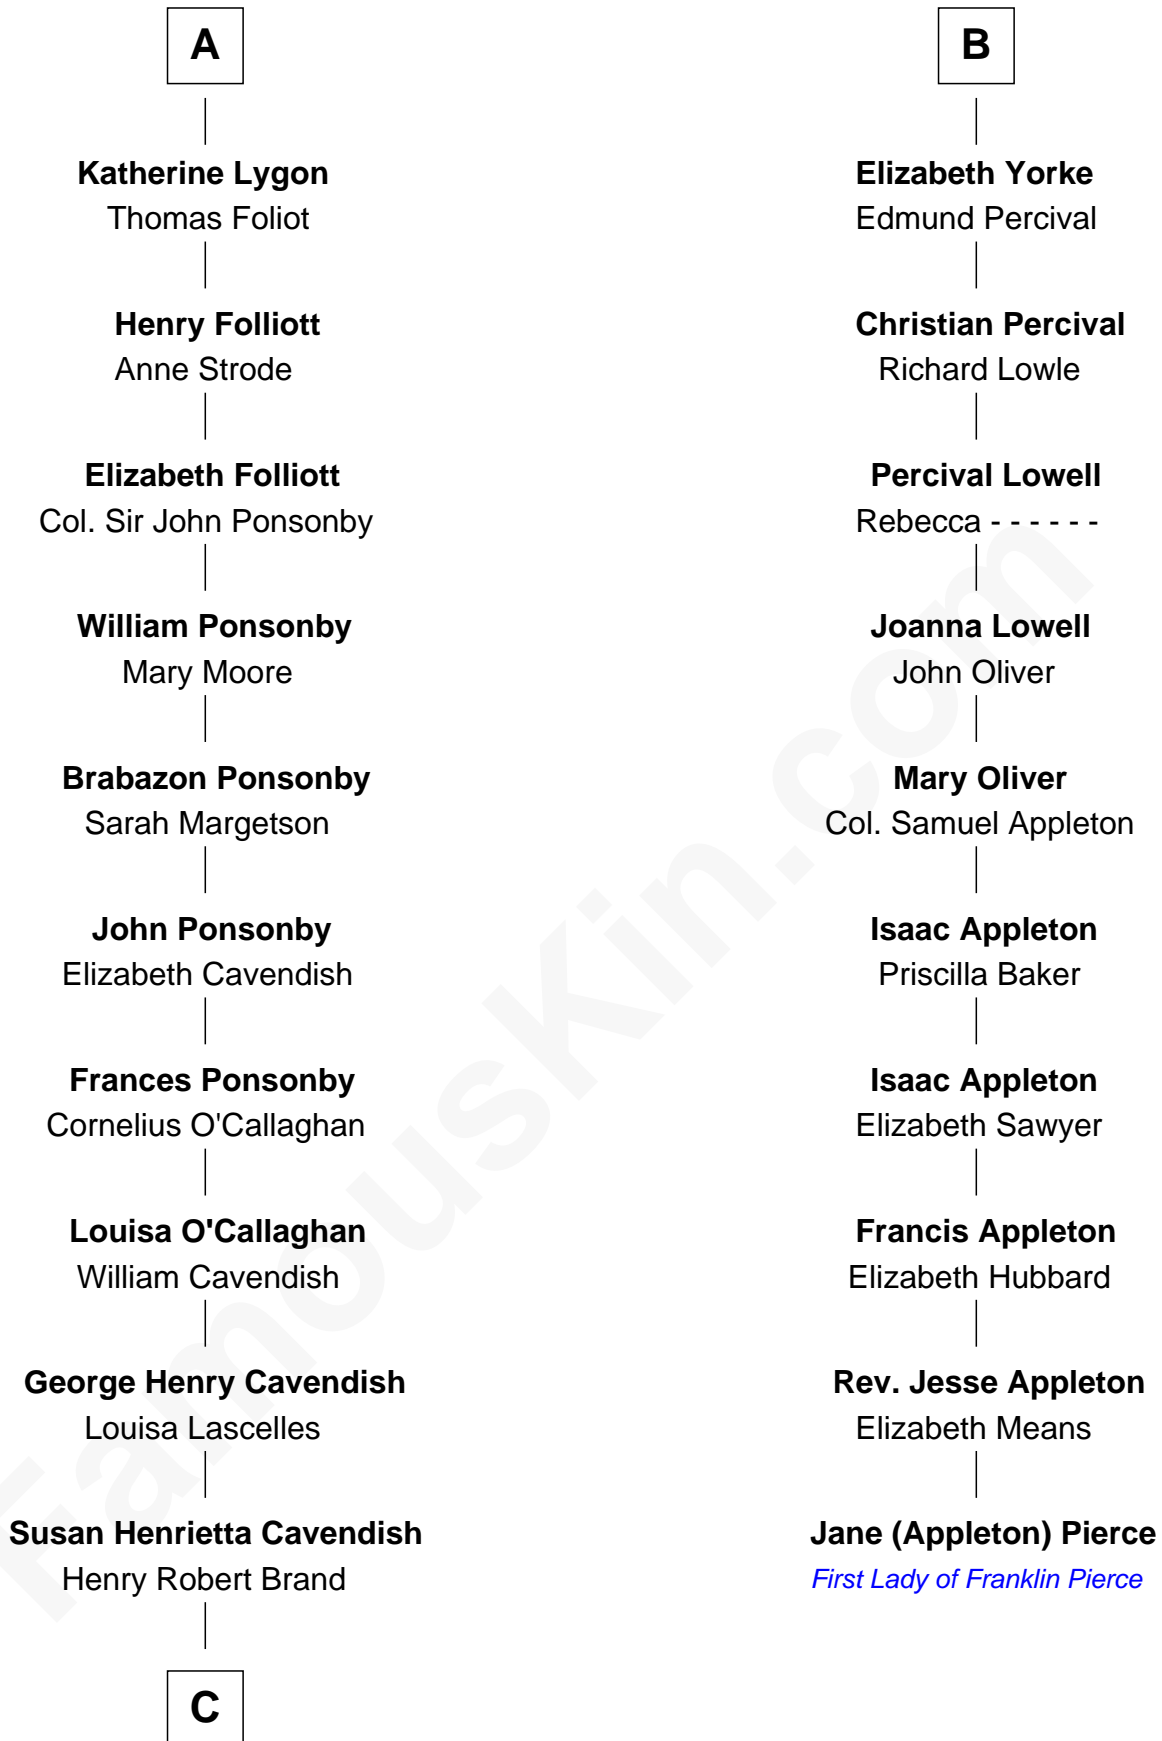 A
Katherine Lygon
Thomas Foliot
Henry Folliott
Anne Strode
Elizabeth Folliott
Col. Sir John Ponsonby
William Ponsonby
Mary Moore
Brabazon Ponsonby
Sarah Margetson
John Ponsonby
Elizabeth Cavendish
Frances Ponsonby
Cornelius O'Callaghan
Louisa O'Callaghan
William Cavendish
George Henry Cavendish
Louisa Lascelles
Susan Henrietta Cavendish
Henry Robert Brand
C
B
Elizabeth Yorke
Edmund Percival
Christian Percival
Richard Lowle
Percival Lowell
Rebecca - - - - - -
Joanna Lowell
John Oliver
Mary Oliver
Col. Samuel Appleton
Isaac Appleton
Priscilla Baker
Isaac Appleton
Elizabeth Sawyer
Francis Appleton
Elizabeth Hubbard
Rev. Jesse Appleton
Elizabeth Means
Jane (Appleton) Pierce
First Lady of Franklin Pierce
FamousKin.com